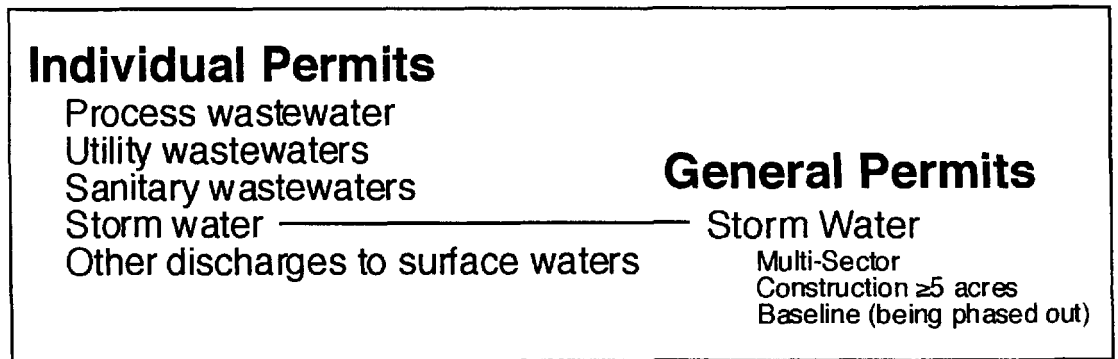 Individual Permits
Process wastewater
Utility wastewaters
Sanitary wastewaters
Storm water
Other discharges to surface waters
General Permits
Storm Water
Multi-Sector
Construction ≥5 acres
Baseline (being phased out)